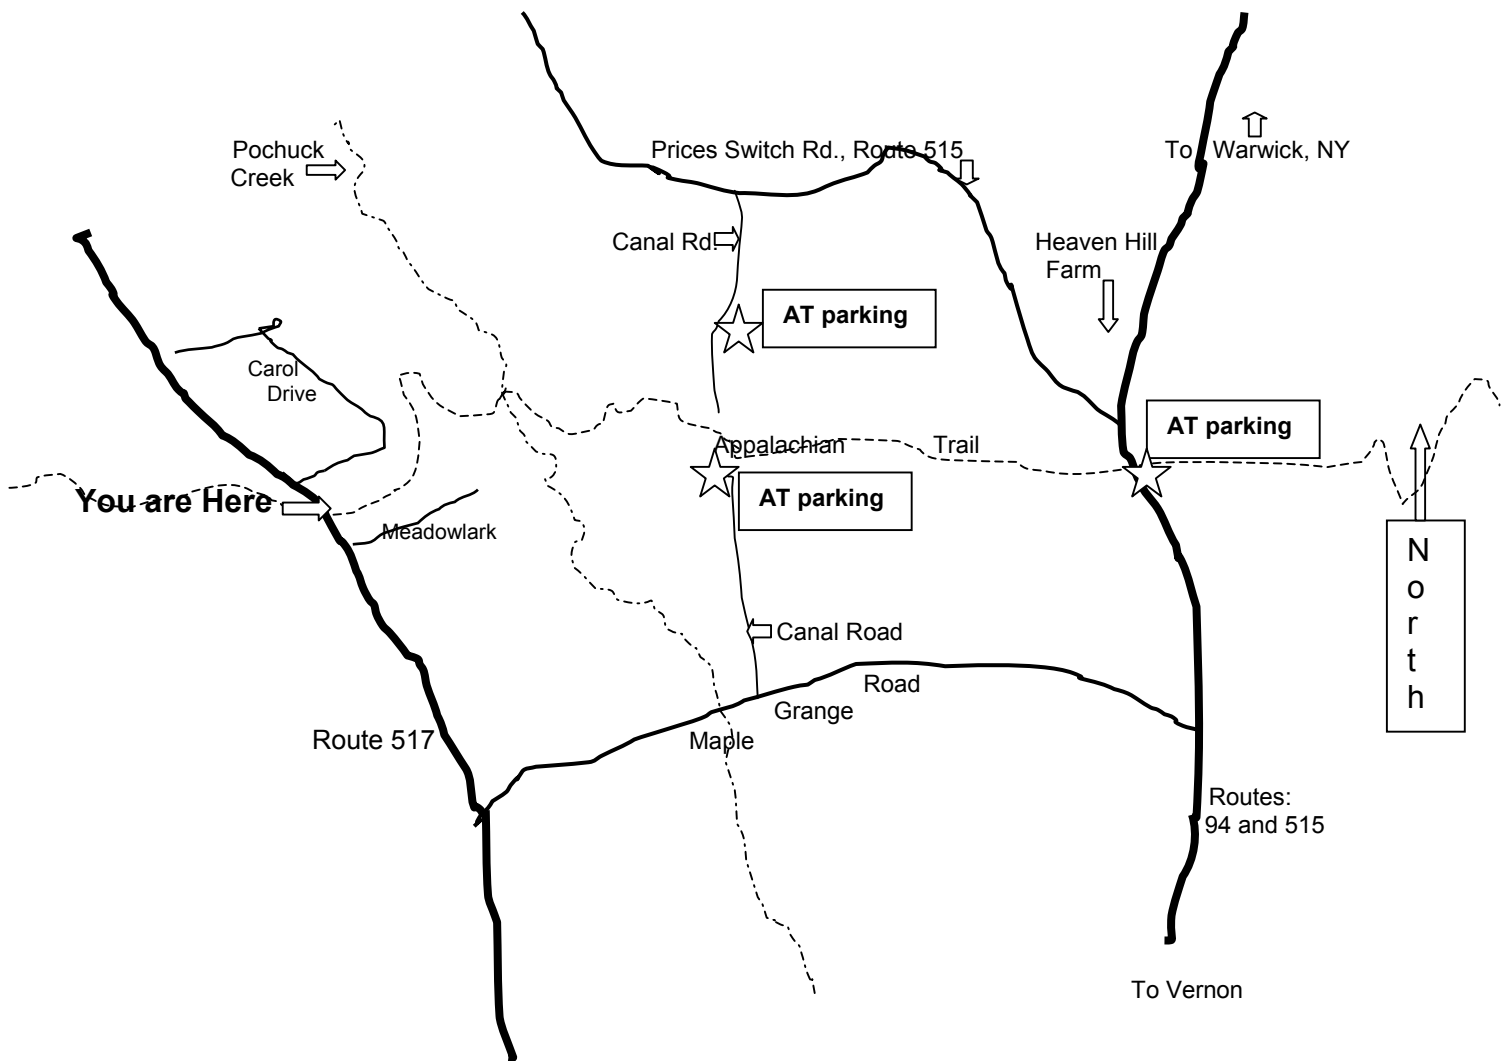 Pochuck
Creek
Prices Switch Rd., Route 515
To Warwick, NY
Canal Rd.
Heaven Hill
Farm
AT parking
Carol
Drive
AT parking
Appalachian Trail
You are Here
AT parking
Meadowlark
North
Canal Road
Road
Grange
Maple
Route 517
Routes:
94 and 515
To Vernon